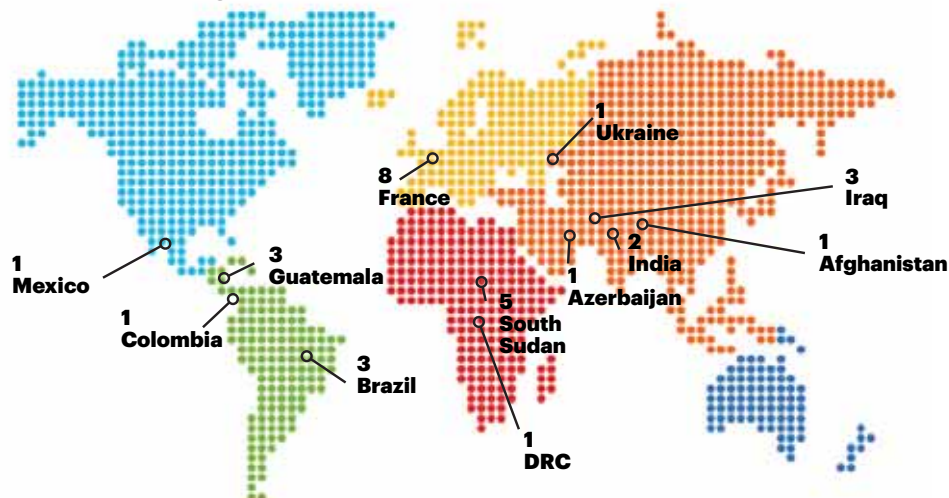 1
Ukraine
8
France
3
Iraq
1
Mexico
3
Guatemala
2
India
1
Afghanistan
1
Azerbaijan
1
Colombia
5
South
Sudan
3
Brazil
1
DRC